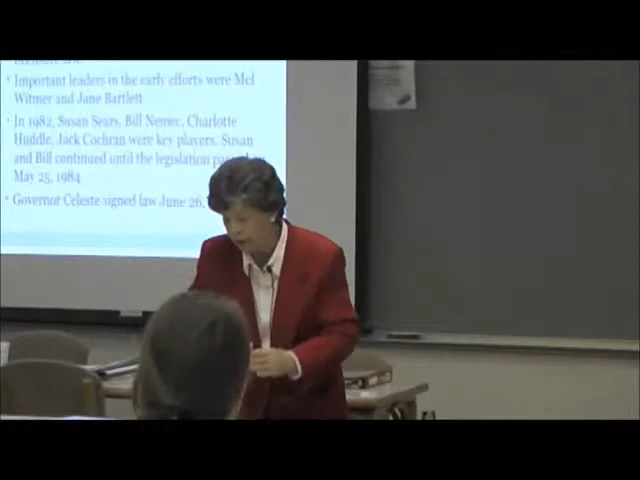 • Important leaders in the early efforts were Mel
Witmer and Jane Bartlett
• In 1982, Susan Sears, Bill Nemec, Charlotte
Huddle, Jack Cochran were key players. Susan
and Bill continued until the legislation
May 25, 1984
• Governor Celeste signed law June 26,